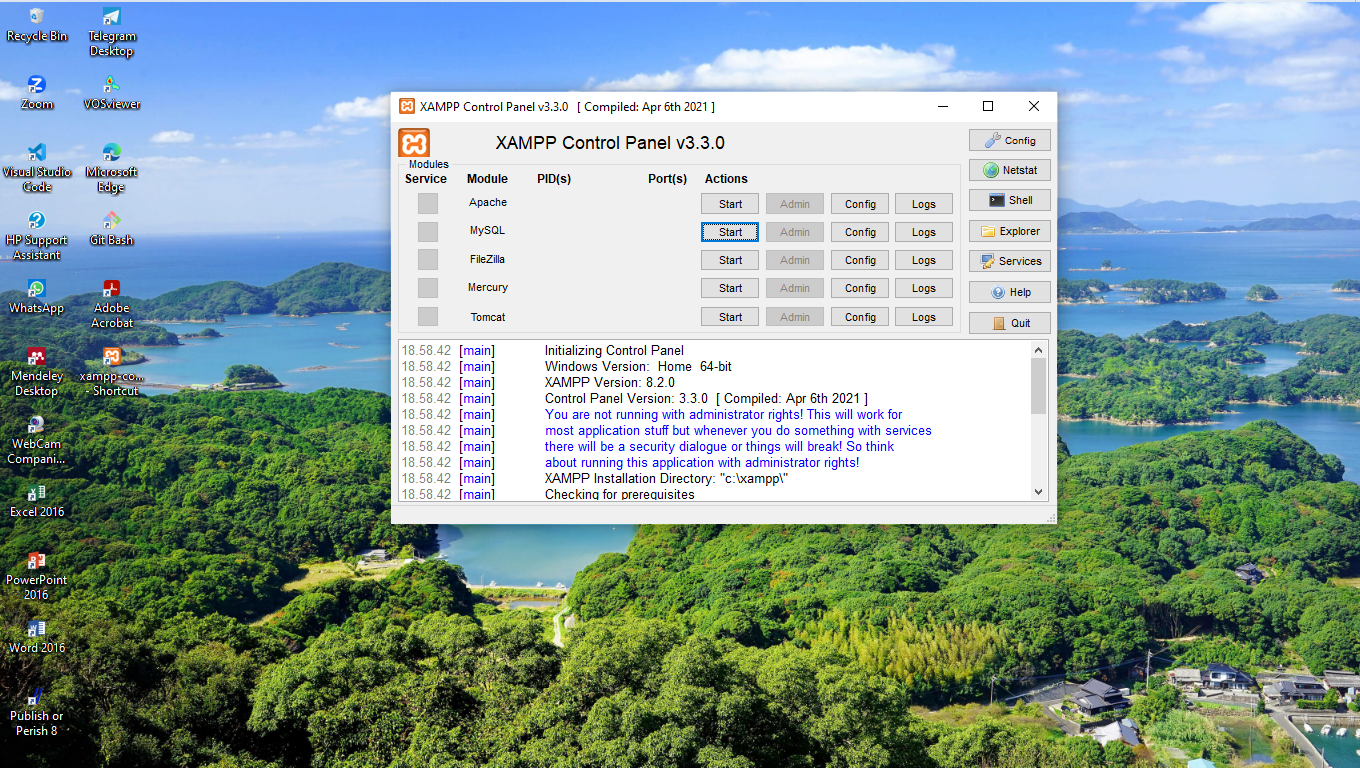 Recycle Bin
Telegram
Desktop
Zoom
VOSviewer
Visual Studio
Code
Microsoft
Edge
HP Support
Assistant
Git Bash
WhatsApp
Adobe
Acrobat
Mendeley
Desktop
xampp-co...
- Shortcut
WebCam
Compani...
Excel 2016
PowerPoint
2016
Word 2016
Publish or
Perish 8
XAMPP Control Panel v3.3.0 [ Compiled: Apr 6th 2021 ]
XAMPP Control Panel v3.3.0
Modules
Service Module PID(s) Port(s) Actions
Apache Start Admin Config Logs
MySQL Start Admin Config Logs
FileZilla Start Admin Config Logs
Mercury Start Admin Config Logs
Tomcat Start Admin Config Logs
Config
Netstat
Shell
Explorer
Services
Help
Quit
18.58.42 [main] Initializing Control Panel
18.58.42 [main] Windows Version: Home 64-bit
18.58.42 [main] XAMPP Version: 8.2.0
18.58.42 [main] Control Panel Version: 3.3.0 [ Compiled: Apr 6th 2021 ]
18.58.42 [main] You are not running with administrator rights! This will work for
18.58.42 [main] most application stuff but whenever you do something with services
18.58.42 [main] there will be a security dialogue or things will break! So think
18.58.42 [main] about running this application with administrator rights!
18.58.42 [main] XAMPP Installation Directory: "c:\xampp\"
18.58.42 [main] Checking for prerequisites